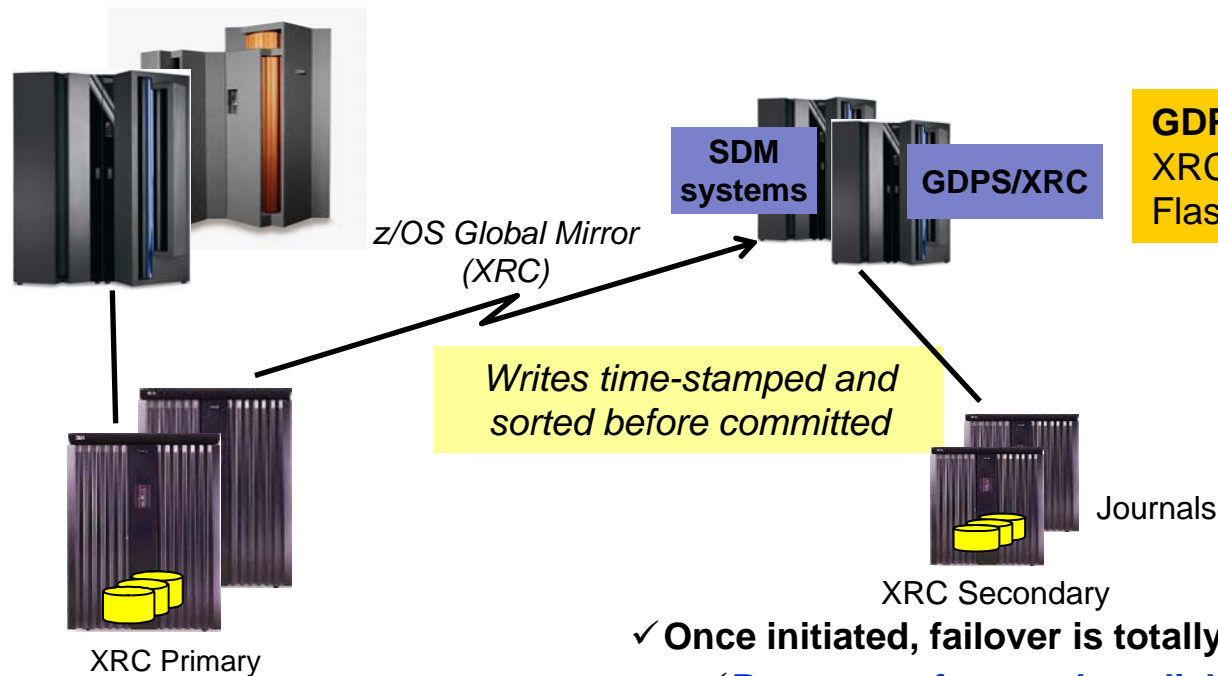 SDM
systems
GDPS/XRC
XRC
z/OS Global Mirror
(XRC)
Writes time-stamped and
sorted before committed
Journals
XRC Secondary
✓ Once initiated, failover is totally
XRC Primary